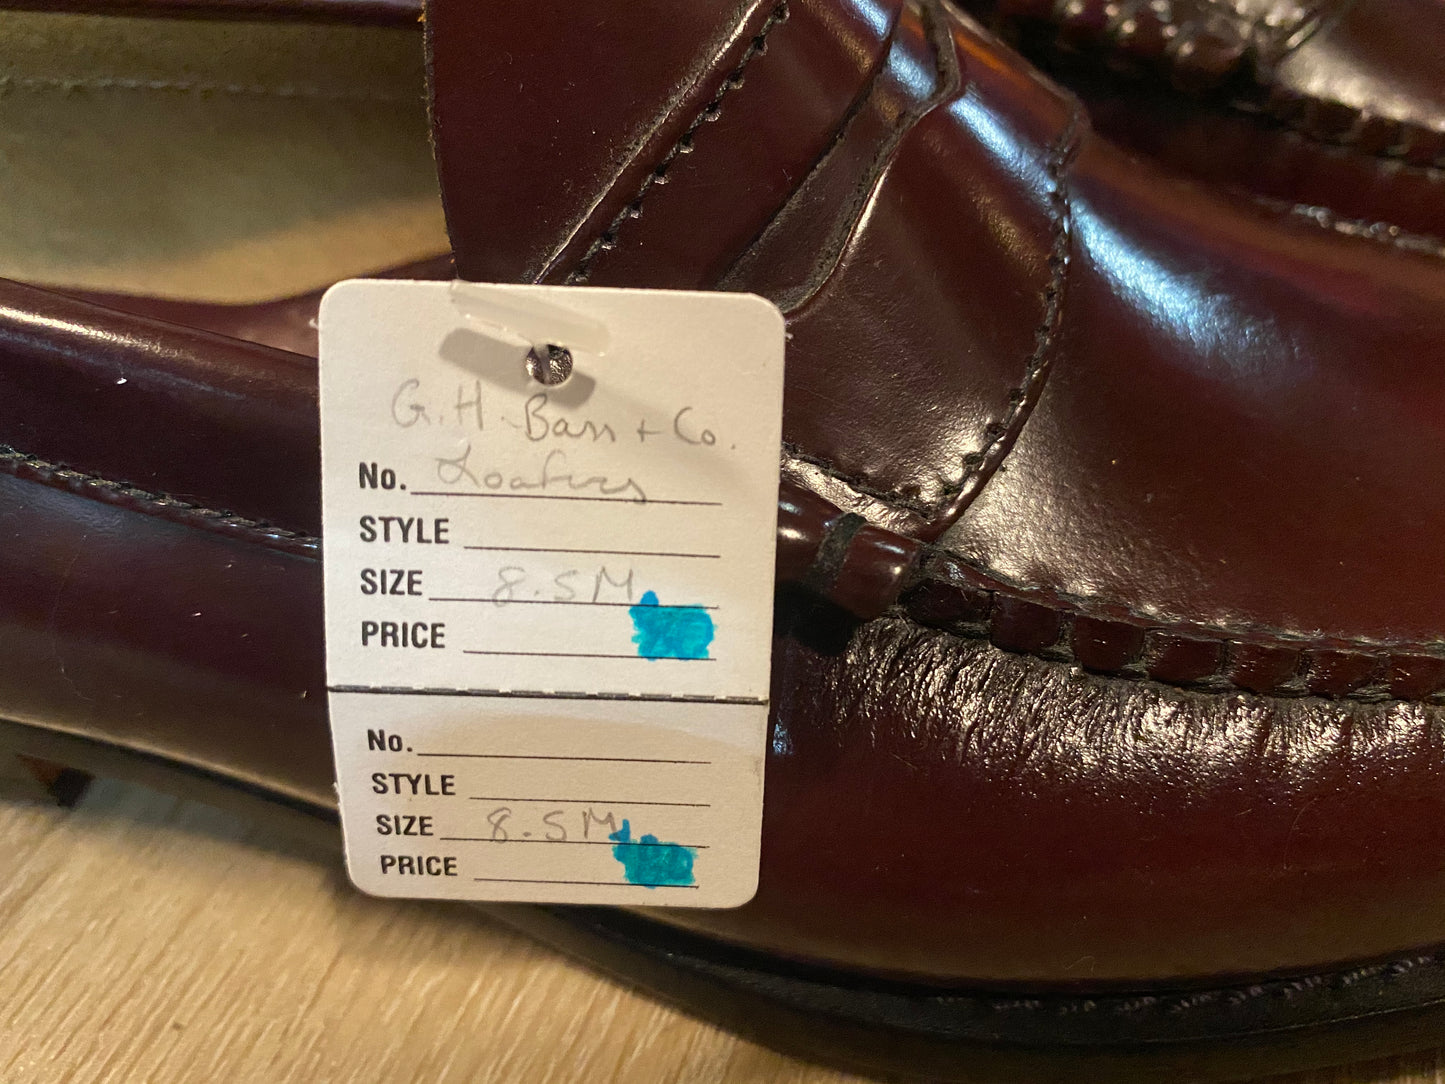 G.H. Bass + Co.
No. Loafers
STYLE
SIZE 8.5M
PRICE
No.
STYLE
SIZE 8.5M
PRICE